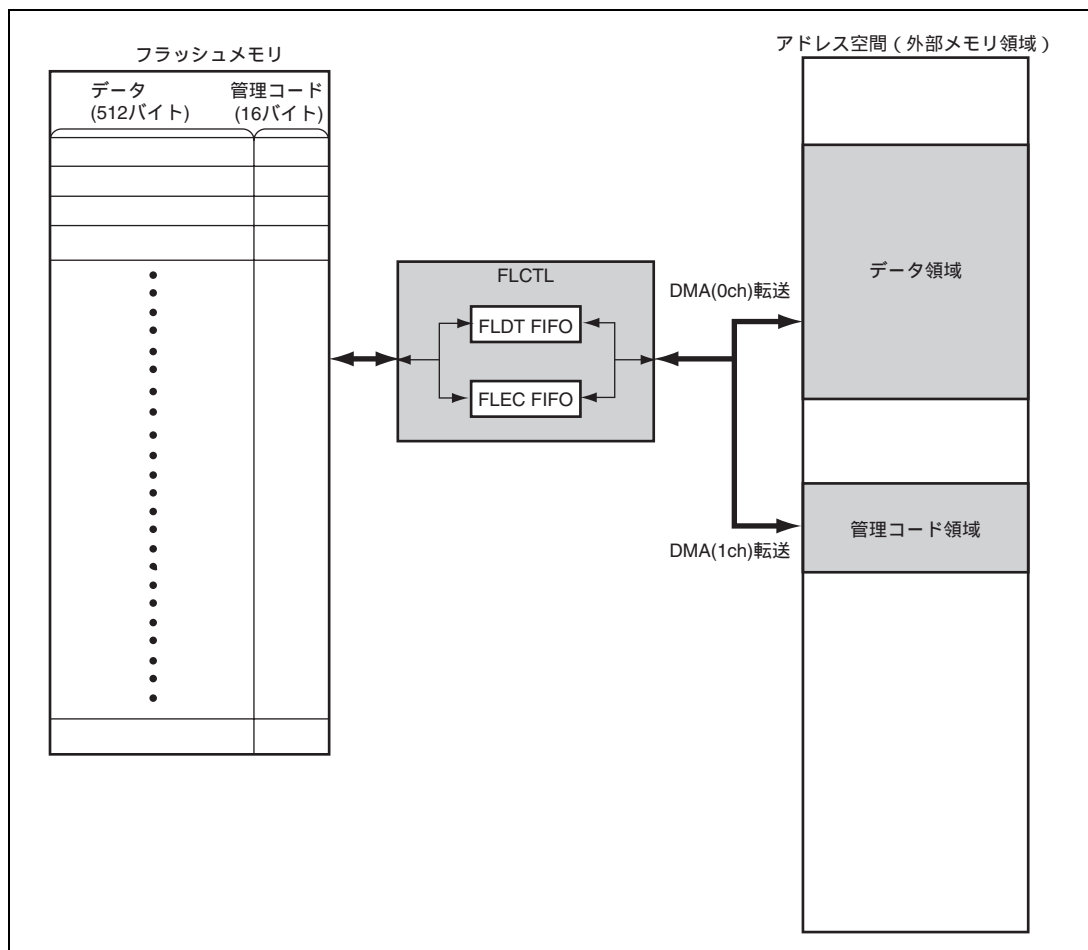 フラッシュメモリ
データ
(512バイト)
管理コード
(16バイト)
FLCTL
FLDT FIFO
FLEC FIFO
DMA(0ch)転送
DMA(1ch)転送
アドレス空間(外部メモリ領域)
データ領域
管理コード領域